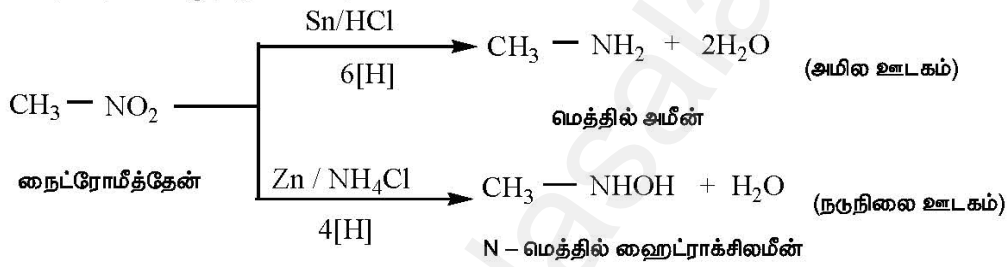 Sn/HCl
CH₃ — NH₂ + 2H₂O (அமில ஊடகம்)
6[H]
CH₃ — NO₂
மெத்தில் அமீன்
நைட்ரோமீத்தேன்
Zn / NH₄Cl
CH₃ — NHOH + H₂O (நடுநிலை ஊடகம்)
4[H]
N – மெத்தில் ஹைட்ராக்சிலமீன்